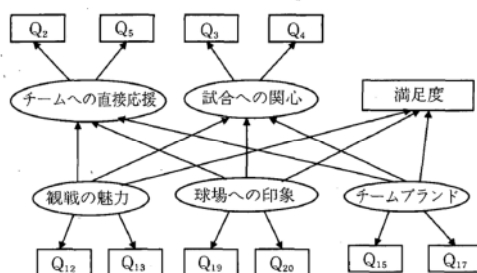 Q₂ Q₅ Q₃ Q₄
チームへの直接応援 試合への関心 満足度
観戦の魅力 球場への印象 チームブランド
Q₁₂ Q₁₃ Q₁₉ Q₂₀ Q₁₅ Q₁₇